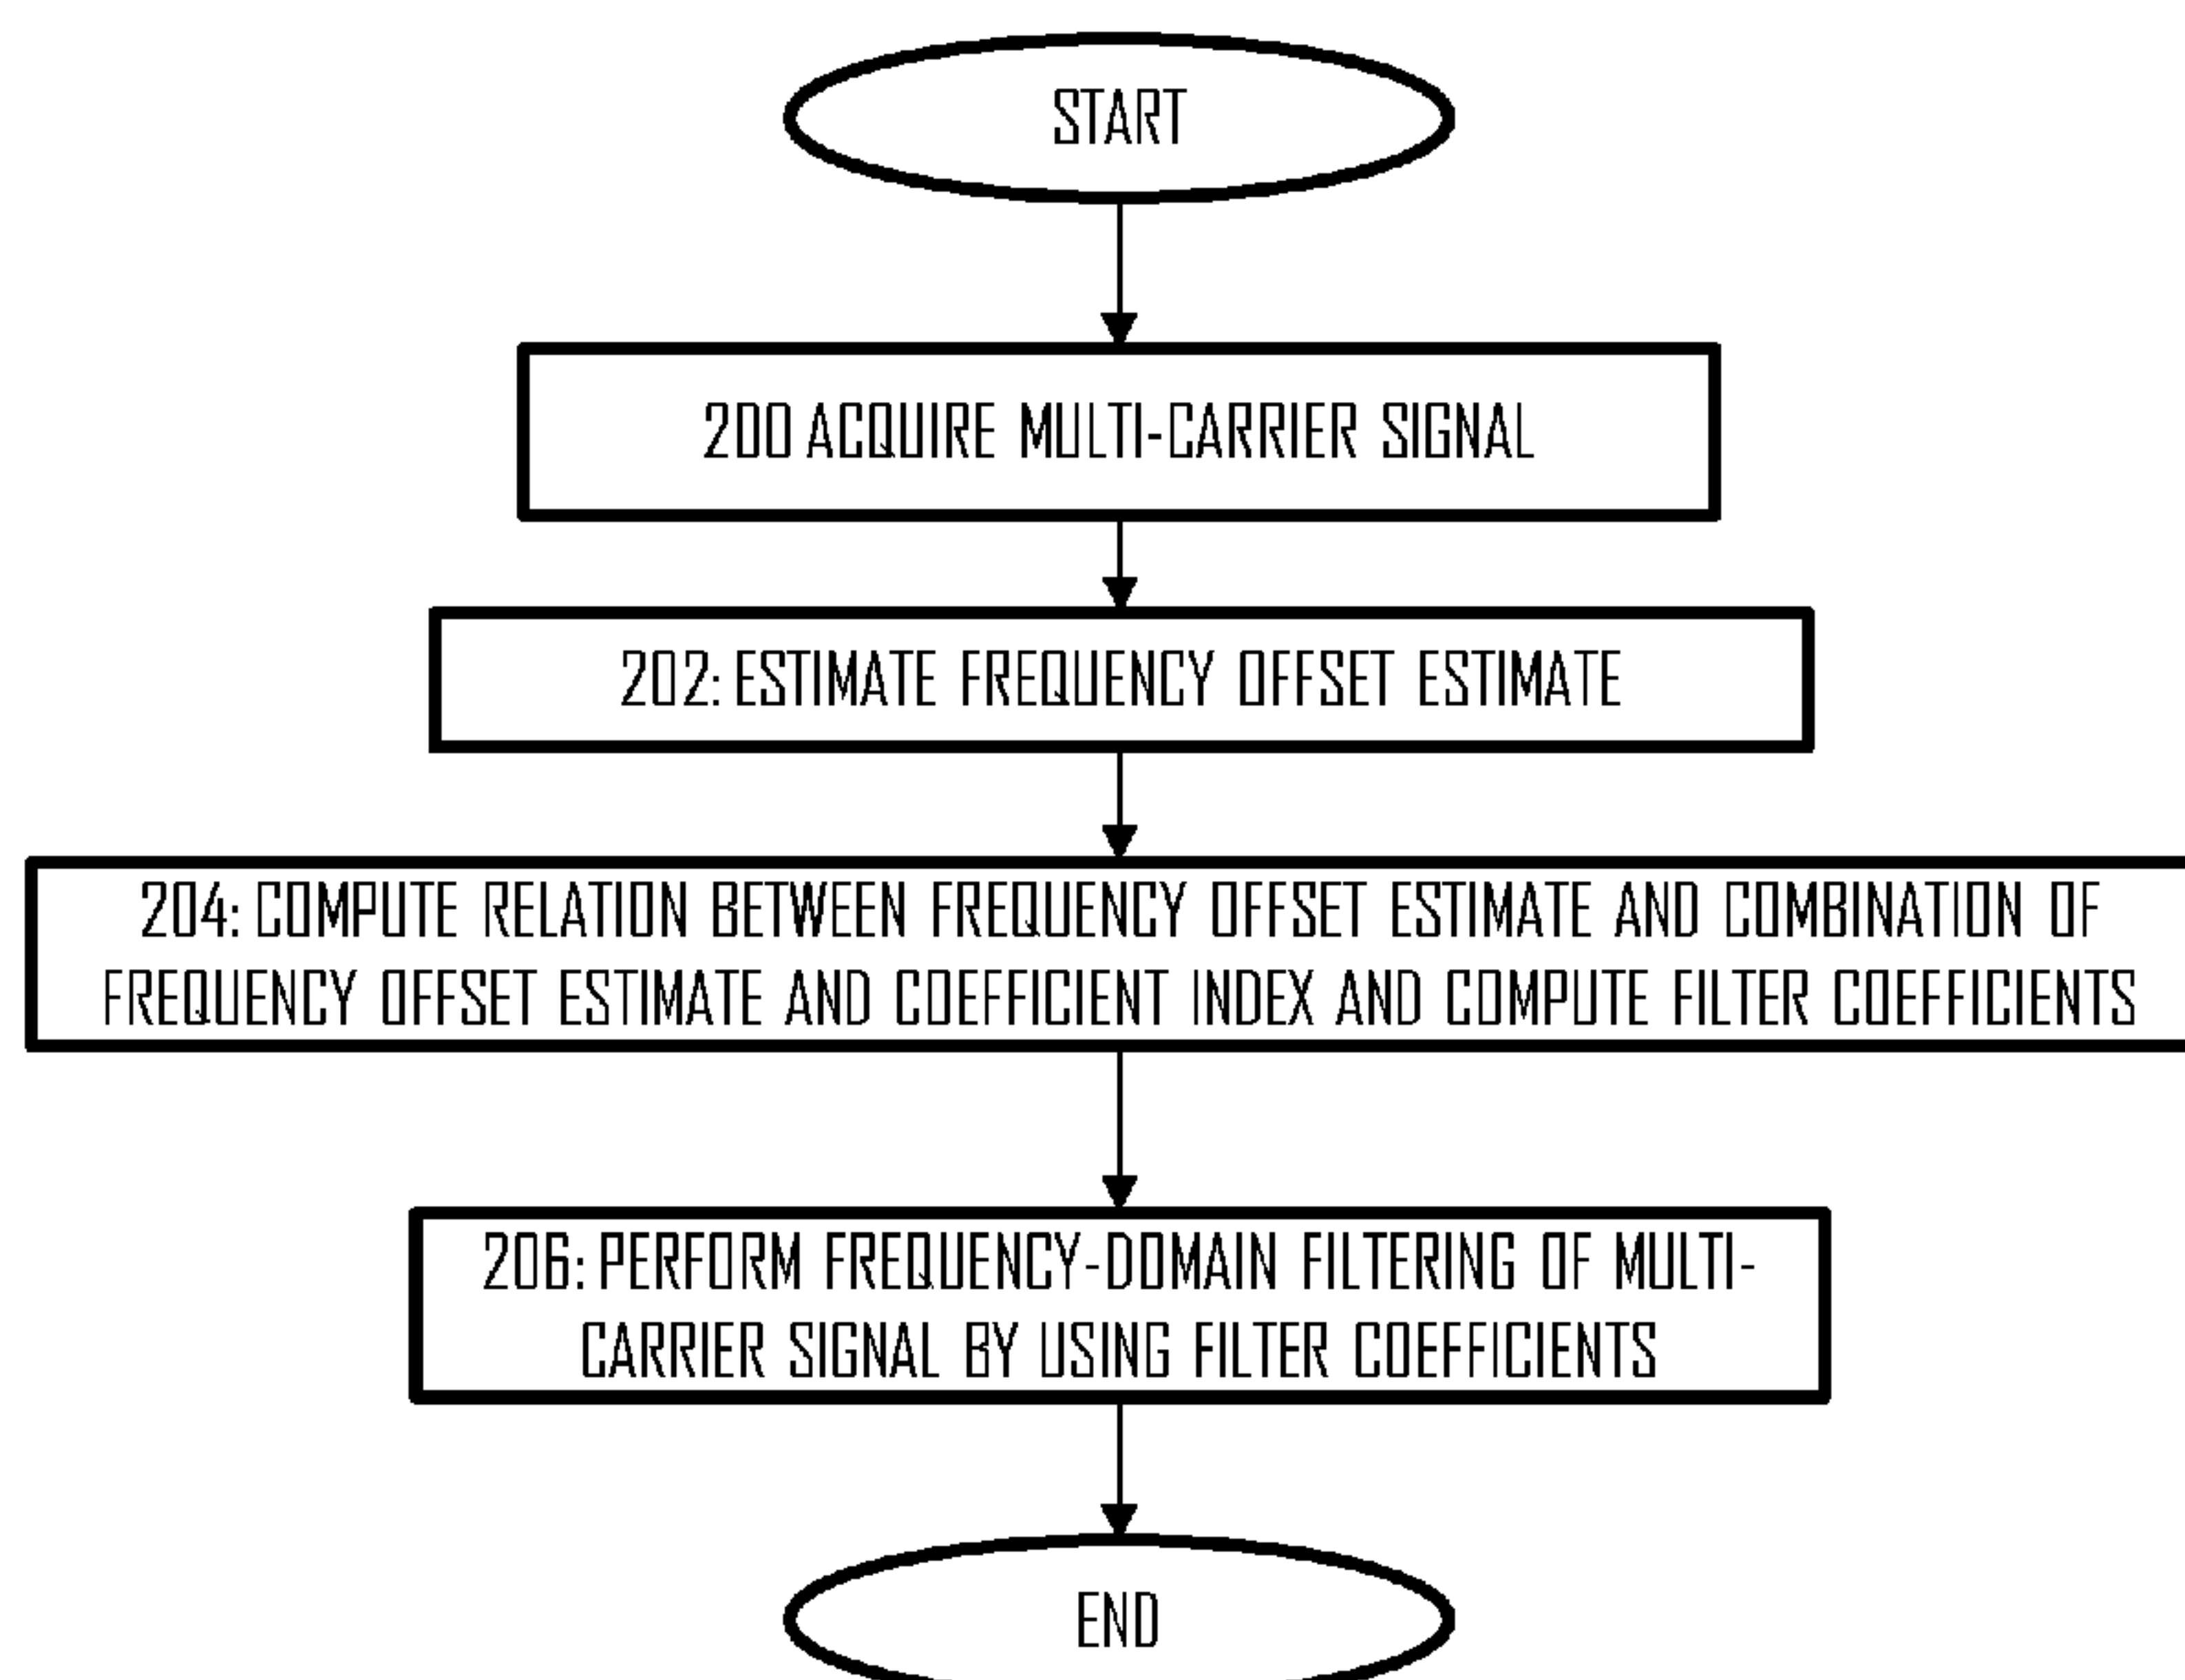 START
200 ACQUIRE MULTI-CARRIER SIGNAL
202: ESTIMATE FREQUENCY OFFSET ESTIMATE
204: COMPUTE RELATION BETWEEN FREQUENCY OFFSET ESTIMATE AND COMBINATION OF
FREQUENCY OFFSET ESTIMATE AND COEFFICIENT INDEX AND COMPUTE FILTER COEFFICIENTS
206: PERFORM FREQUENCY-DOMAIN FILTERING OF MULTI-
CARRIER SIGNAL BY USING FILTER COEFFICIENTS
END